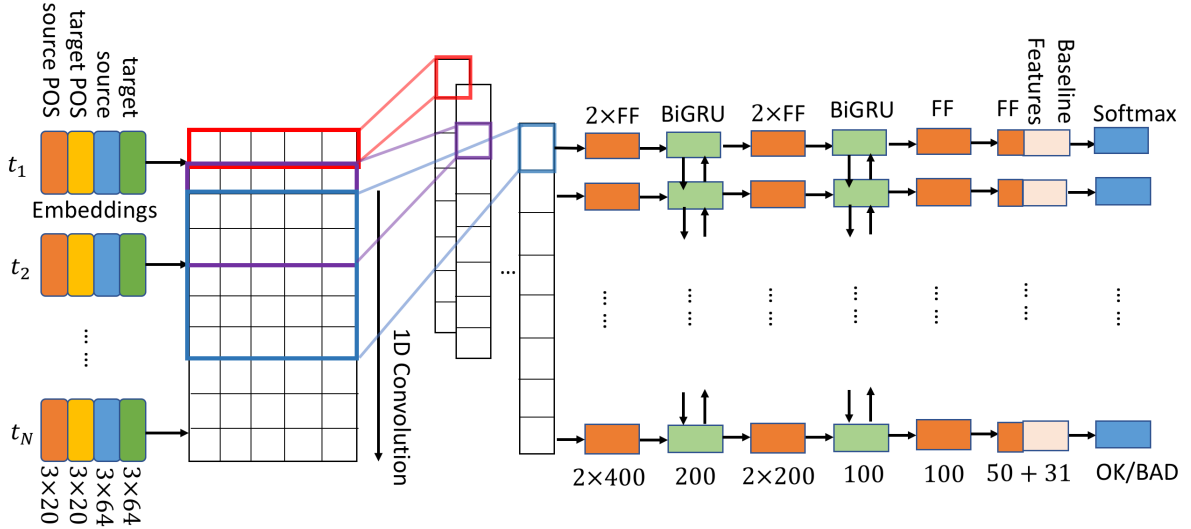 source POS
target POS
source
target
t₁
Embeddings
t₂
......
t_N
3×20
3×20
3×64
3×64
1D Convolution
...
2×FF
BiGRU
2×FF
BiGRU
FF
FF
Baseline
Features
Softmax
2×400
200
2×200
100
100
50 + 31
OK/BAD